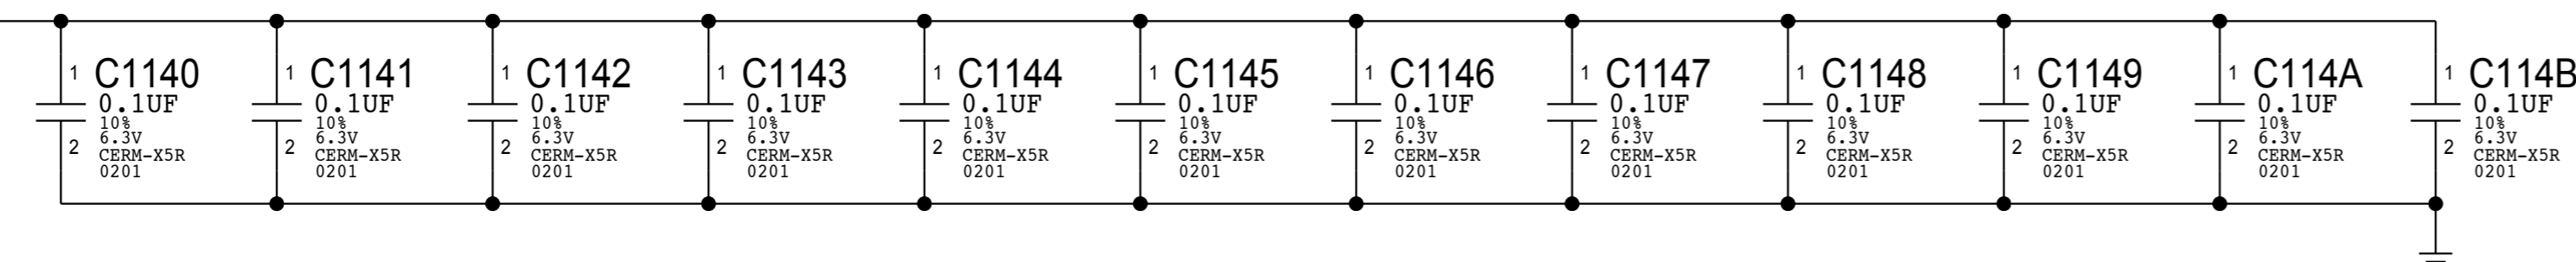 1 C1140
0.1UF
10%
6.3V
2 CERM-X5R
0201
1 C1141
0.1UF
10%
6.3V
2 CERM-X5R
0201
1 C1142
0.1UF
10%
6.3V
2 CERM-X5R
0201
1 C1143
0.1UF
10%
6.3V
2 CERM-X5R
0201
1 C1144
0.1UF
10%
6.3V
2 CERM-X5R
0201
1 C1145
0.1UF
10%
6.3V
2 CERM-X5R
0201
1 C1146
0.1UF
10%
6.3V
2 CERM-X5R
0201
1 C1147
0.1UF
10%
6.3V
2 CERM-X5R
0201
1 C1148
0.1UF
10%
6.3V
2 CERM-X5R
0201
1 C1149
0.1UF
10%
6.3V
2 CERM-X5R
0201
1 C114A
0.1UF
10%
6.3V
2 CERM-X5R
0201
1 C114B
0.1UF
10%
6.3V
2 CERM-X5R
0201